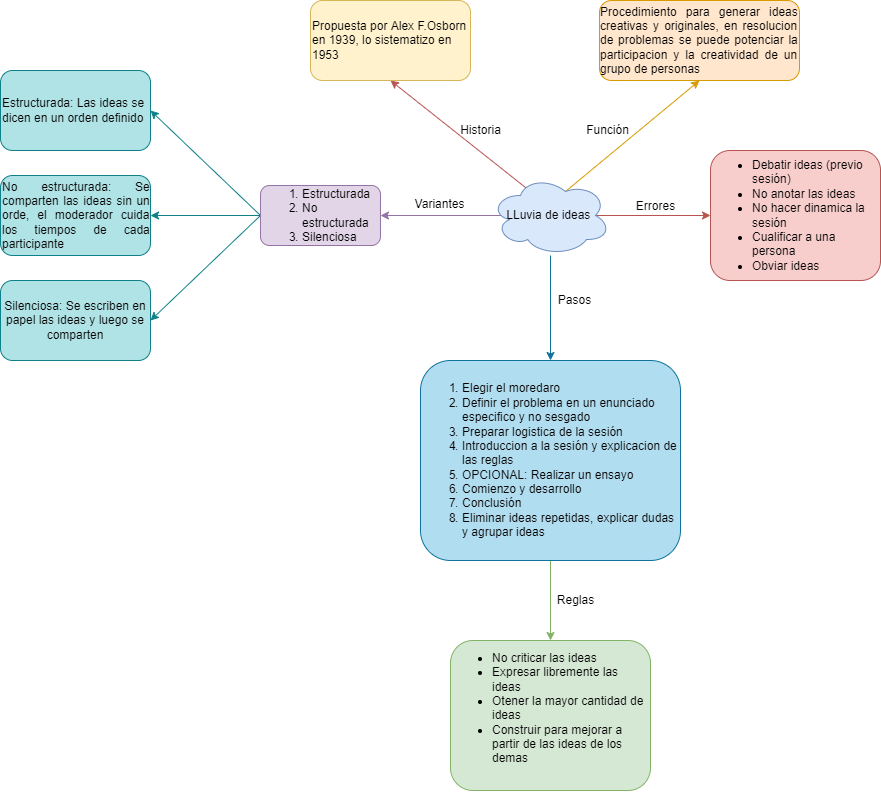 Propuesta por Alex F.Osborn
en 1939, lo sistematizo en
1953
Procedimiento para generar ideas
creativas y originales, en resolucion
de problemas se puede potenciar la
participacion y la creatividad de un
grupo de personas
Historia
Función
Estructurada: Las ideas se
dicen en un orden definido
No estructurada: Se
comparten las ideas sin un
orde, el moderador cuida
los tiempos de cada
participante
Silenciosa: Se escriben en
papel las ideas y luego se
comparten
1. Estructurada
2. No
estructurada
3. Silenciosa
Variantes
LLuvia de ideas
Errores
• Debatir ideas (previo
sesión)
• No anotar las ideas
• No hacer dinamica la
sesión
• Cualificar a una
persona
• Obviar ideas
Pasos
1. Elegir el moredaro
2. Definir el problema en un enunciado
especifico y no sesgado
3. Preparar logistica de la sesión
4. Introduccion a la sesión y explicacion de
las reglas
5. OPCIONAL: Realizar un ensayo
6. Comienzo y desarrollo
7. Conclusión
8. Eliminar ideas repetidas, explicar dudas
y agrupar ideas
Reglas
• No criticar las ideas
• Expresar libremente las
ideas
• Otener la mayor cantidad de
ideas
• Construir para mejorar a
partir de las ideas de los
demas